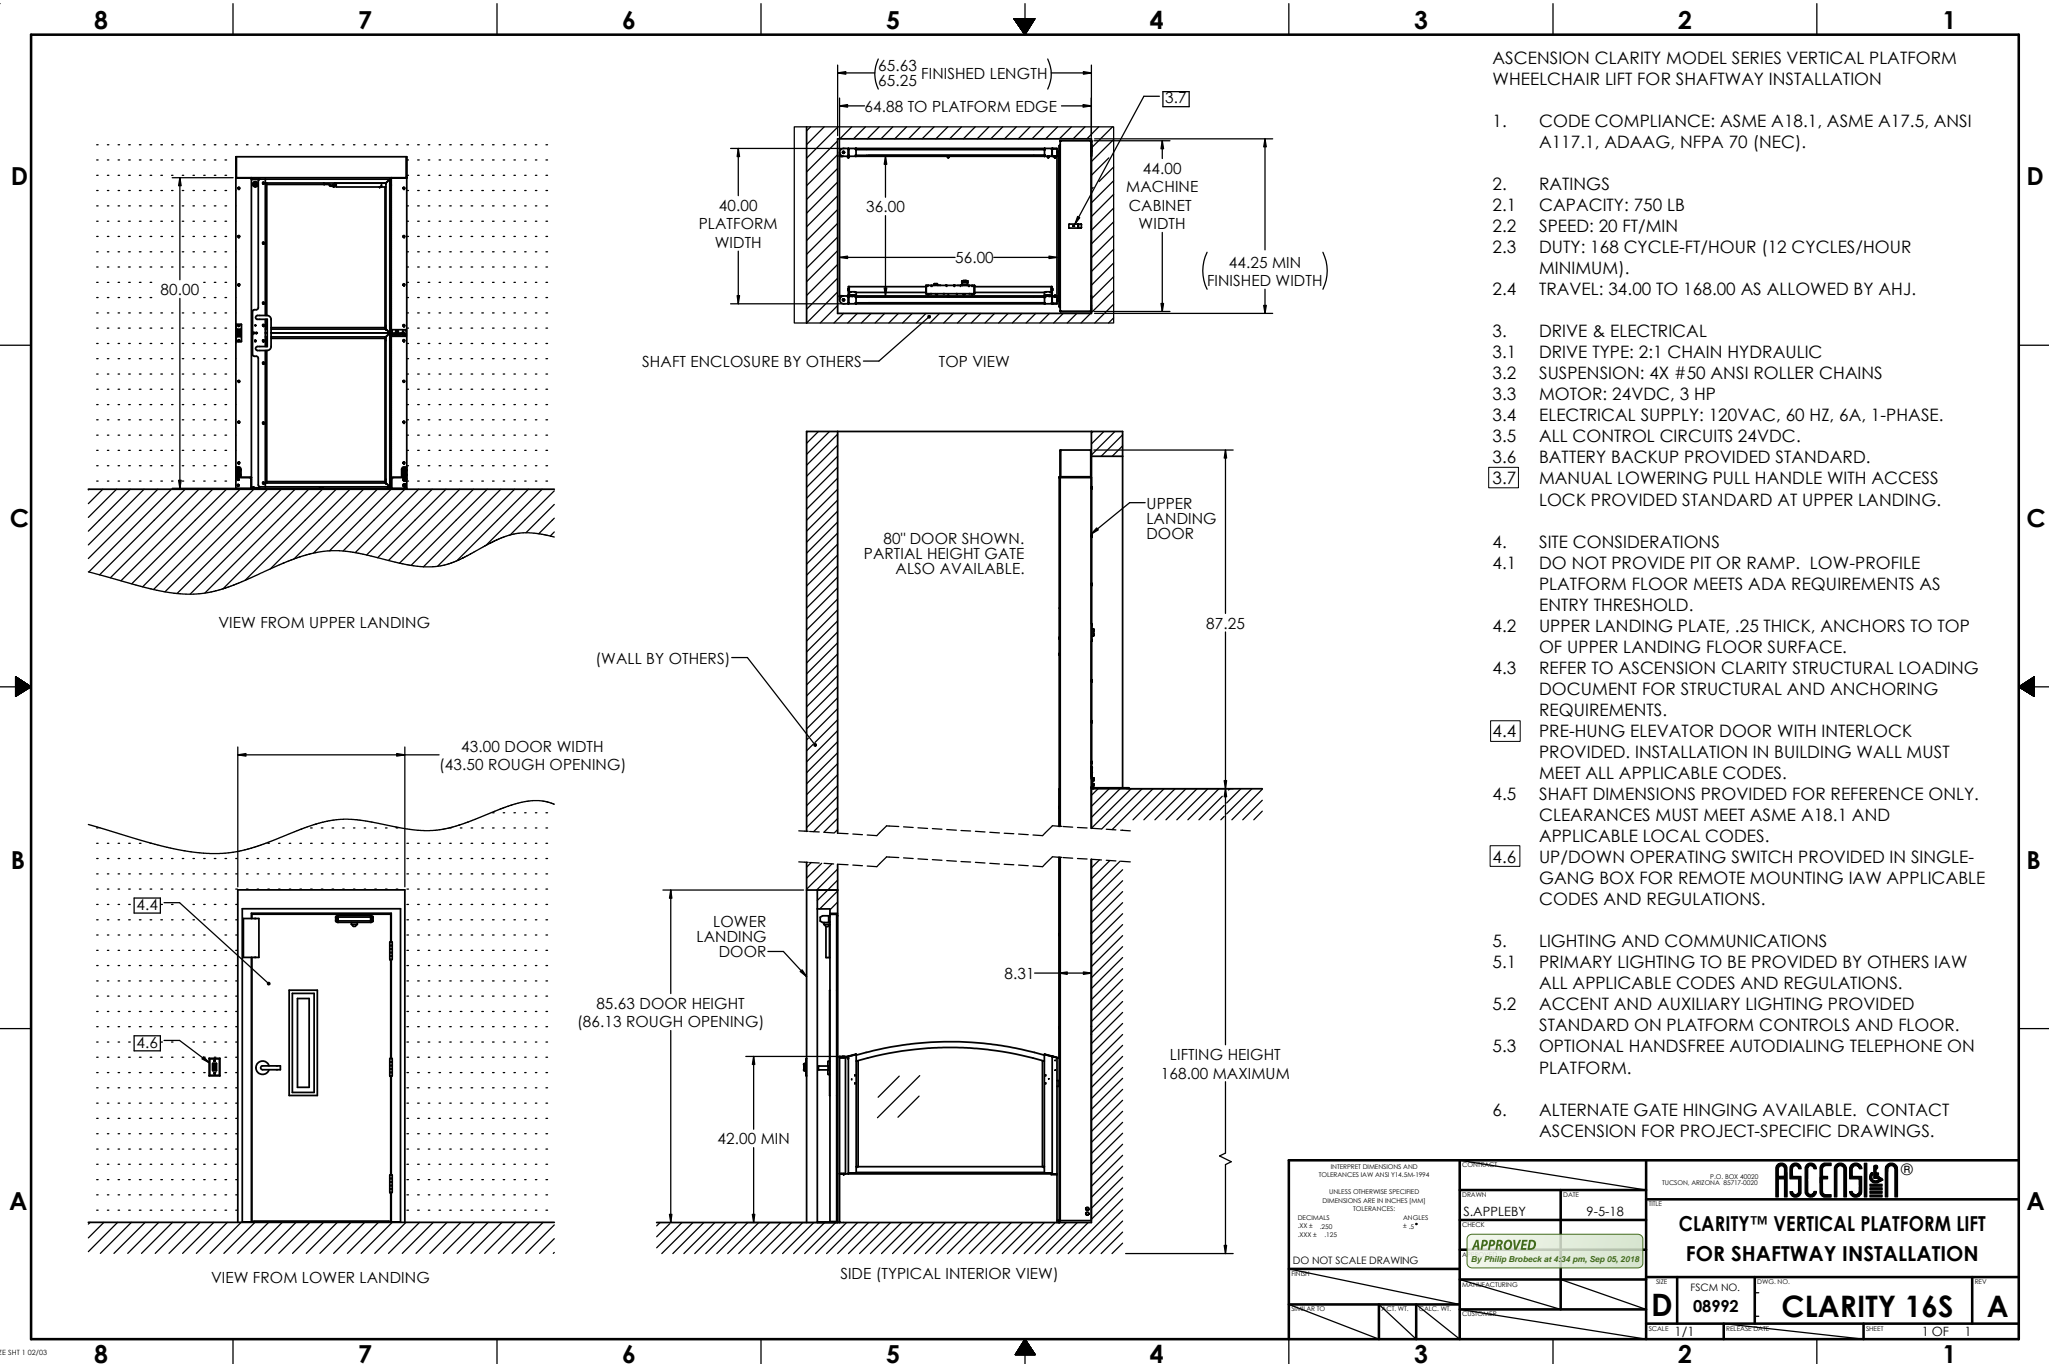 8 7 6 5 4 3 2 1
D
C
B
A
D
C
B
A
80.00
VIEW FROM UPPER LANDING
(65.63
65.25 FINISHED LENGTH)
64.88 TO PLATFORM EDGE
3.7
40.00
PLATFORM
WIDTH
36.00
56.00
44.00
MACHINE
CABINET
WIDTH
(44.25 MIN
FINISHED WIDTH)
SHAFT ENCLOSURE BY OTHERS
TOP VIEW
80" DOOR SHOWN.
PARTIAL HEIGHT GATE
ALSO AVAILABLE.
UPPER
LANDING
DOOR
87.25
(WALL BY OTHERS)
43.00 DOOR WIDTH
(43.50 ROUGH OPENING)
4.4
4.6
VIEW FROM LOWER LANDING
LOWER
LANDING
DOOR
8.31
85.63 DOOR HEIGHT
(86.13 ROUGH OPENING)
42.00 MIN
LIFTING HEIGHT
168.00 MAXIMUM
SIDE (TYPICAL INTERIOR VIEW)
ASCENSION CLARITY MODEL SERIES VERTICAL PLATFORM
WHEELCHAIR LIFT FOR SHAFTWAY INSTALLATION
1. CODE COMPLIANCE: ASME A18.1, ASME A17.5, ANSI
A117.1, ADAAG, NFPA 70 (NEC).
2. RATINGS
2.1 CAPACITY: 750 LB
2.2 SPEED: 20 FT/MIN
2.3 DUTY: 168 CYCLE-FT/HOUR (12 CYCLES/HOUR
MINIMUM).
2.4 TRAVEL: 34.00 TO 168.00 AS ALLOWED BY AHJ.
3. DRIVE & ELECTRICAL
3.1 DRIVE TYPE: 2:1 CHAIN HYDRAULIC
3.2 SUSPENSION: 4X #50 ANSI ROLLER CHAINS
3.3 MOTOR: 24VDC, 3 HP
3.4 ELECTRICAL SUPPLY: 120VAC, 60 HZ, 6A, 1-PHASE.
3.5 ALL CONTROL CIRCUITS 24VDC.
3.6 BATTERY BACKUP PROVIDED STANDARD.
3.7 MANUAL LOWERING PULL HANDLE WITH ACCESS
LOCK PROVIDED STANDARD AT UPPER LANDING.
4. SITE CONSIDERATIONS
4.1 DO NOT PROVIDE PIT OR RAMP. LOW-PROFILE
PLATFORM FLOOR MEETS ADA REQUIREMENTS AS
ENTRY THRESHOLD.
4.2 UPPER LANDING PLATE, .25 THICK, ANCHORS TO TOP
OF UPPER LANDING FLOOR SURFACE.
4.3 REFER TO ASCENSION CLARITY STRUCTURAL LOADING
DOCUMENT FOR STRUCTURAL AND ANCHORING
REQUIREMENTS.
4.4 PRE-HUNG ELEVATOR DOOR WITH INTERLOCK
PROVIDED. INSTALLATION IN BUILDING WALL MUST
MEET ALL APPLICABLE CODES.
4.5 SHAFT DIMENSIONS PROVIDED FOR REFERENCE ONLY.
CLEARANCES MUST MEET ASME A18.1 AND
APPLICABLE LOCAL CODES.
4.6 UP/DOWN OPERATING SWITCH PROVIDED IN SINGLE-
GANG BOX FOR REMOTE MOUNTING IAW APPLICABLE
CODES AND REGULATIONS.
5. LIGHTING AND COMMUNICATIONS
5.1 PRIMARY LIGHTING TO BE PROVIDED BY OTHERS IAW
ALL APPLICABLE CODES AND REGULATIONS.
5.2 ACCENT AND AUXILIARY LIGHTING PROVIDED
STANDARD ON PLATFORM CONTROLS AND FLOOR.
5.3 OPTIONAL HANDSFREE AUTODIALING TELEPHONE ON
PLATFORM.
6. ALTERNATE GATE HINGING AVAILABLE. CONTACT
ASCENSION FOR PROJECT-SPECIFIC DRAWINGS.
INTERPRET DIMENSIONS AND
TOLERANCES IAW ANSI Y14.5M-1994
UNLESS OTHERWISE SPECIFIED
DIMENSIONS ARE IN INCHES [MM]
TOLERANCES:
DECIMALS ANGLES
.XX ± .250 ± .5°
.XXX ± .125
DO NOT SCALE DRAWING
FINISH
SIMILAR TO
ACT. WT.
CALC. WT.
CONTRACT
DRAWN DATE
S.APPLEBY 9-5-18
CHECK
APPROVED
By Philip Brobeck at 4:34 pm, Sep 05, 2018
MANUFACTURING
CUSTOMER
P.O. BOX 40020
TUCSON, ARIZONA 85717-0020
ASCENSION®
TITLE
CLARITY™ VERTICAL PLATFORM LIFT
FOR SHAFTWAY INSTALLATION
SIZE
D
FSCM NO.
08992
DWG. NO.
CLARITY 16S
REV
A
SCALE 1/1
RELEASE DATE
SHEET 1 OF 1
8 7 6 5 4 3 2 1
SHT 1 02/03